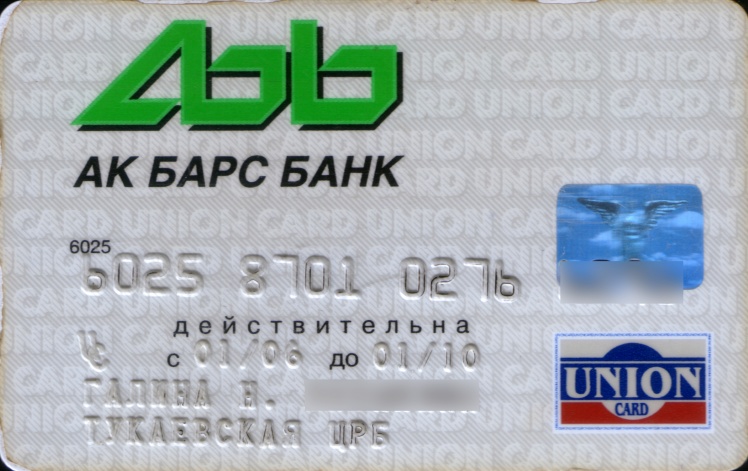 АК БАРС БАНК
6025
6025 8701 0276
действительна
с 01/06 до 01/10
ГАЛИНА Н.
ТУКАЕВСКАЯ ЦРБ
UNION
CARD